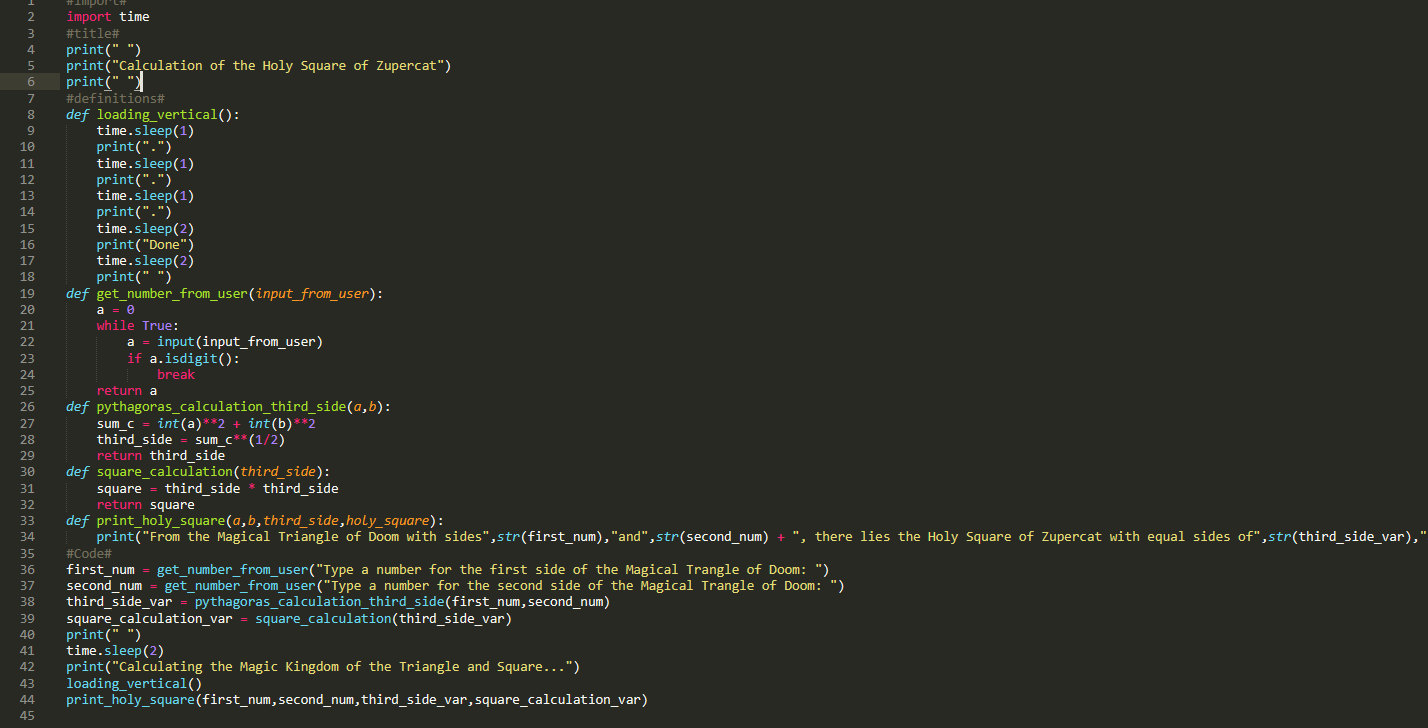 1 #import#
2 import time
3 #title#
4 print(" ")
5 print("Calculation of the Holy Square of Zupercat")
6 print(" ")
7 #definitions#
8 def loading_vertical():
9     time.sleep(1)
10     print(".")
11     time.sleep(1)
12     print(".")
13     time.sleep(1)
14     print(".")
15     time.sleep(2)
16     print("Done")
17     time.sleep(2)
18     print(" ")
19 def get_number_from_user(input_from_user):
20     a = 0
21     while True:
22         a = input(input_from_user)
23         if a.isdigit():
24             break
25     return a
26 def pythagoras_calculation_third_side(a,b):
27     sum_c = int(a)**2 + int(b)**2
28     third_side = sum_c**(1/2)
29     return third_side
30 def square_calculation(third_side):
31     square = third_side * third_side
32     return square
33 def print_holy_square(a,b,third_side,holy_square):
34     print("From the Magical Triangle of Doom with sides",str(first_num),"and",str(second_num) + ", there lies the Holy Square of Zupercat with equal sides of",str(third_side_var),"
35 #Code#
36 first_num = get_number_from_user("Type a number for the first side of the Magical Trangle of Doom: ")
37 second_num = get_number_from_user("Type a number for the second side of the Magical Trangle of Doom: ")
38 third_side_var = pythagoras_calculation_third_side(first_num,second_num)
39 square_calculation_var = square_calculation(third_side_var)
40 print(" ")
41 time.sleep(2)
42 print("Calculating the Magic Kingdom of the Triangle and Square...")
43 loading_vertical()
44 print_holy_square(first_num,second_num,third_side_var,square_calculation_var)
45